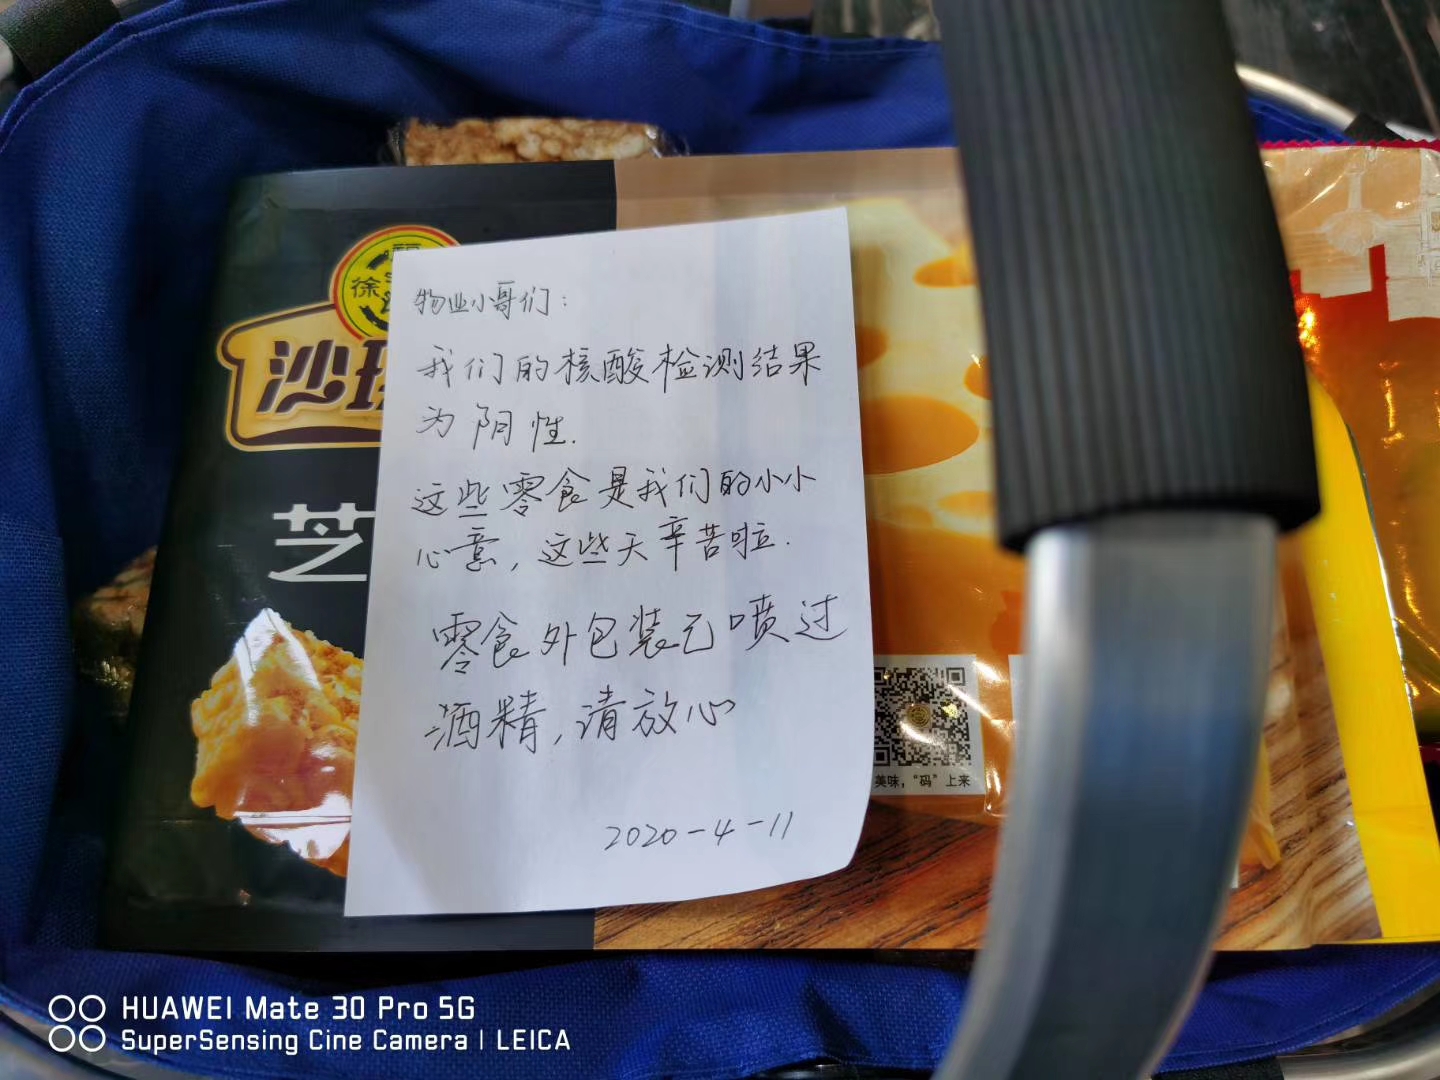 徐
沙
芝
物业小哥们：
我们的核酸检测结果
为阴性.
这些零食是我们的小小
心意，这些天辛苦啦.
零食外包装已喷过
酒精，请放心
2020-4-11
美味，“码”上来
HUAWEI Mate 30 Pro 5G
SuperSensing Cine Camera | LEICA